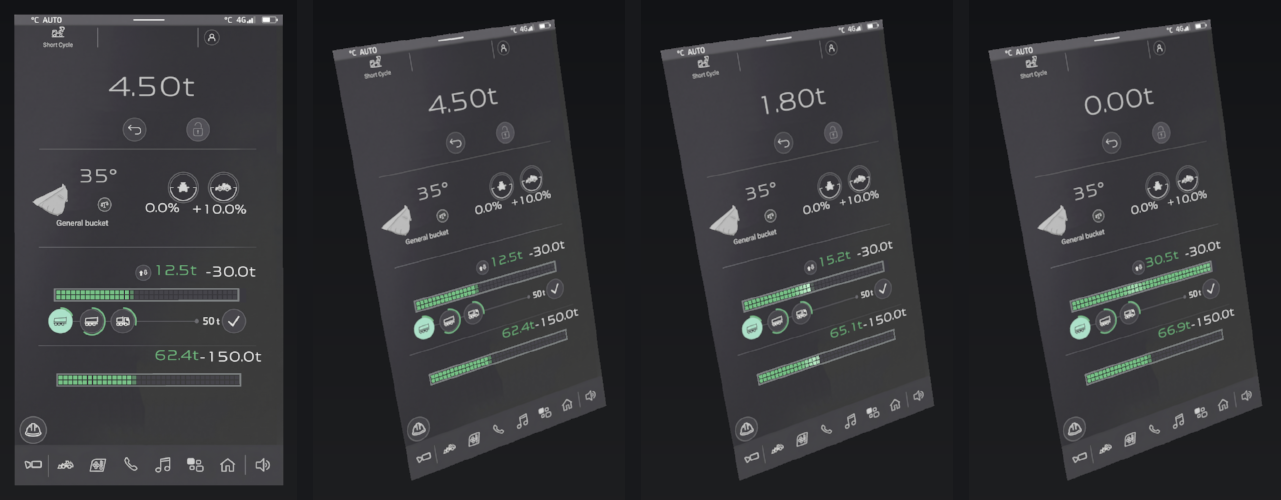 °C AUTO °C 4G
Short Cycle
4.50t
35°
0.0% +10.0%
General bucket
12.5t -30.0t
50t
62.4t-150.0t
°C AUTO °C 4G
Short Cycle
4.50t
35°
0.0% +10.0%
General bucket
12.5t -30.0t
50t
62.4t-150.0t
°C AUTO °C 4G
Short Cycle
1.80t
35°
0.0% +10.0%
General bucket
15.2t -30.0t
50t
65.1t-150.0t
°C AUTO °C 4G
Short Cycle
0.00t
35°
0.0% +10.0%
General bucket
30.5t -30.0t
50t
66.9t-150.0t